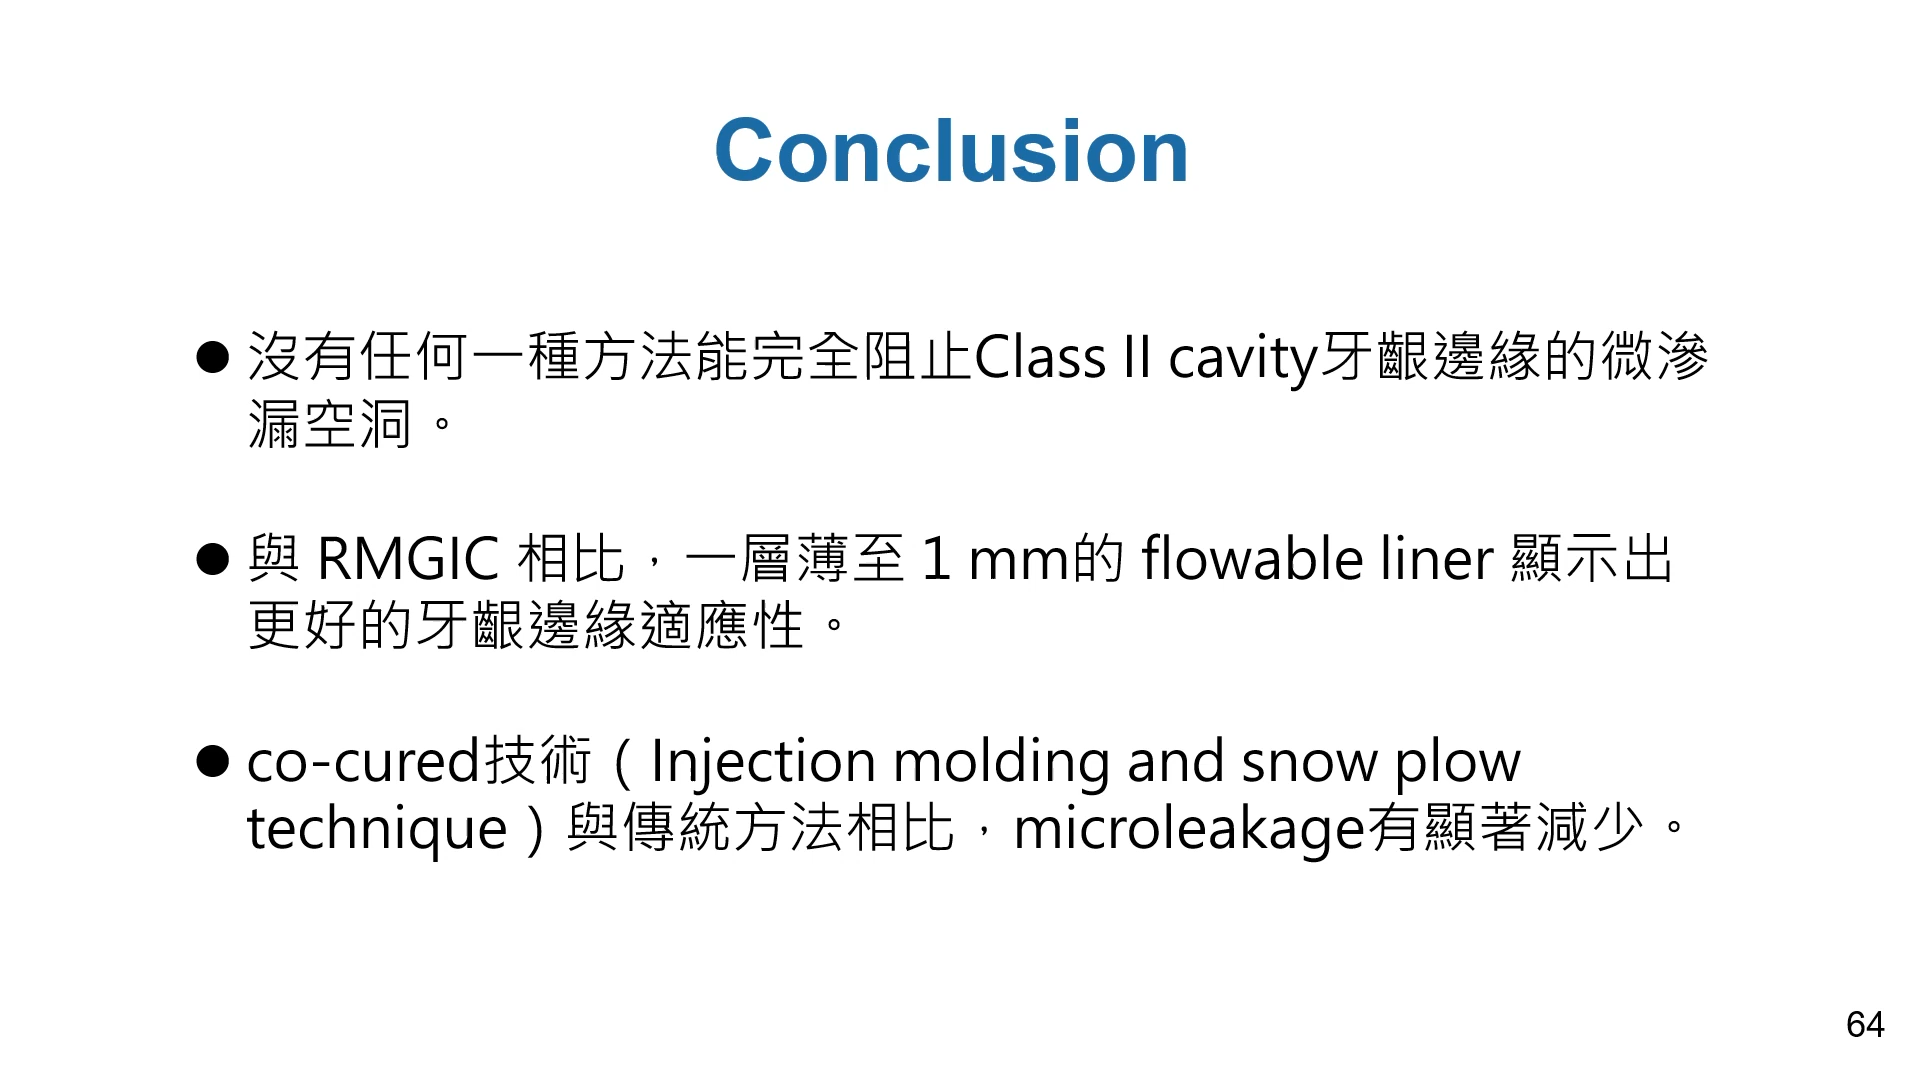 Conclusion
● 沒有任何一種方法能完全阻止Class II cavity牙齦邊緣的微滲
漏空洞。
● 與 RMGIC 相比，一層薄至 1 mm的 flowable liner 顯示出
更好的牙齦邊緣適應性。
● co-cured技術（Injection molding and snow plow
technique）與傳統方法相比，microleakage有顯著減少。
64